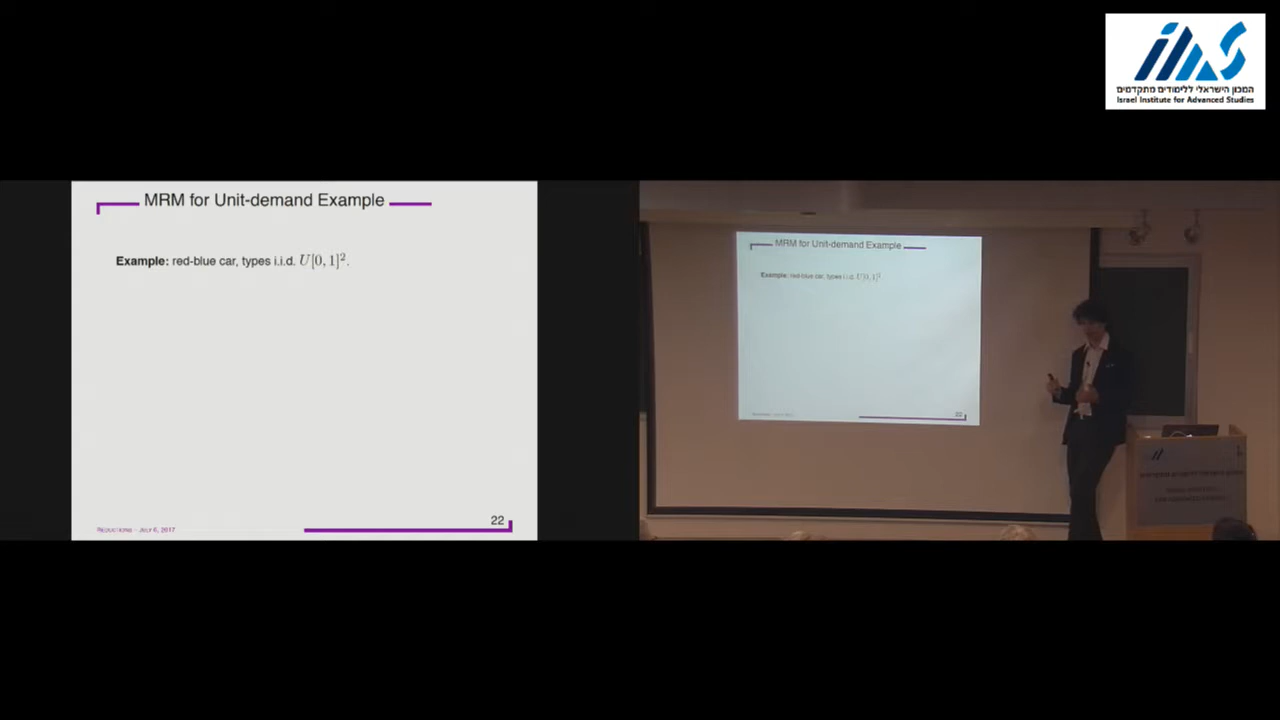 המכון הישראלי ללימודים מתקדמים
Israel Institute for Advanced Studies
MRM for Unit-demand Example
Example: red-blue car, types i.i.d. U[0, 1]².
Reductions – July 6, 2017
22
MRM for Unit-demand Example
Example: red-blue car, types i.i.d. U[0, 1]²
22